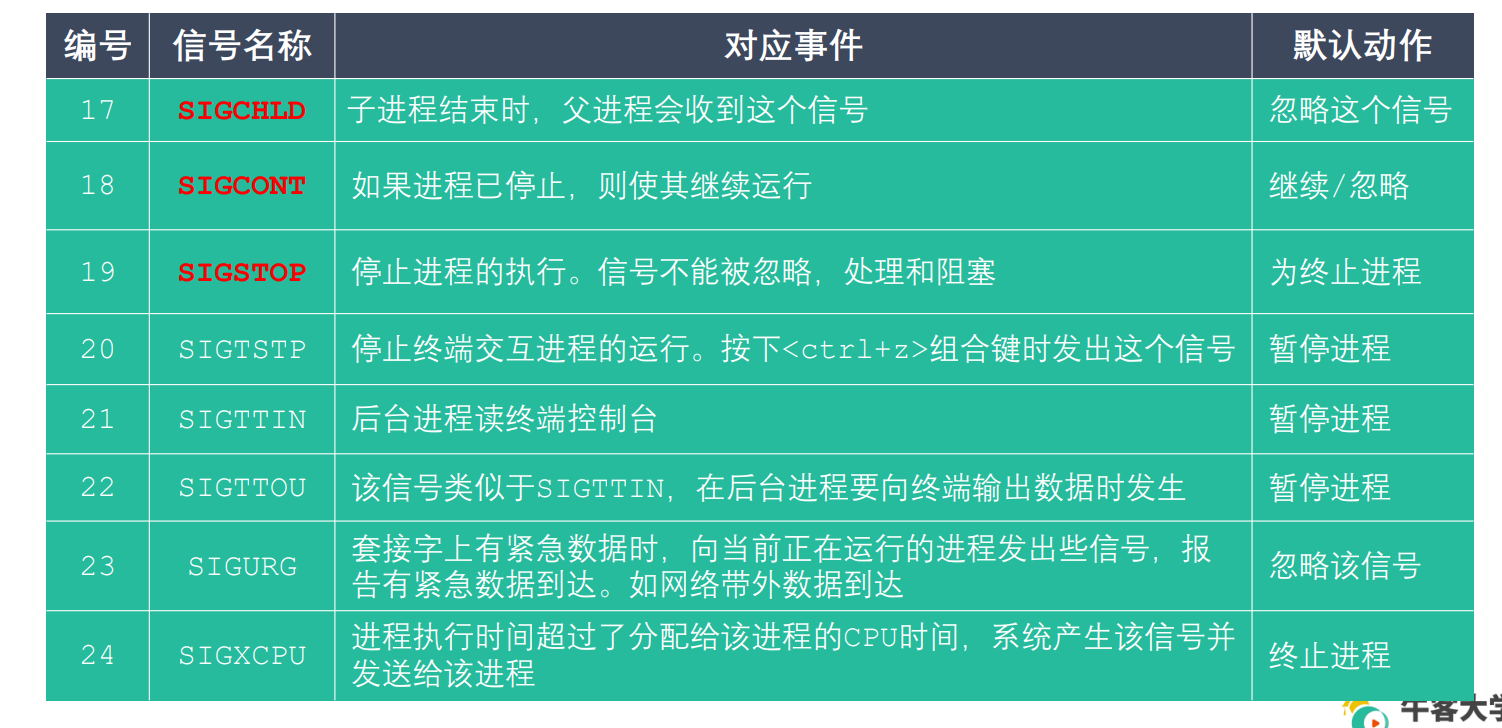 编号 信号名称 对应事件 默认动作
17 SIGCHLD 子进程结束时，父进程会收到这个信号 忽略这个信号
18 SIGCONT 如果进程已停止，则使其继续运行 继续/忽略
19 SIGSTOP 停止进程的执行。信号不能被忽略，处理和阻塞 为终止进程
20 SIGTSTP 停止终端交互进程的运行。按下<ctrl+z>组合键时发出这个信号 暂停进程
21 SIGTTIN 后台进程读终端控制台 暂停进程
22 SIGTTOU 该信号类似于SIGTTIN，在后台进程要向终端输出数据时发生 暂停进程
23 SIGURG 套接字上有紧急数据时，向当前正在运行的进程发出些信号，报
告有紧急数据到达。如网络带外数据到达 忽略该信号
24 SIGXCPU 进程执行时间超过了分配给该进程的CPU时间，系统产生该信号并
发送给该进程 终止进程
牛客大学